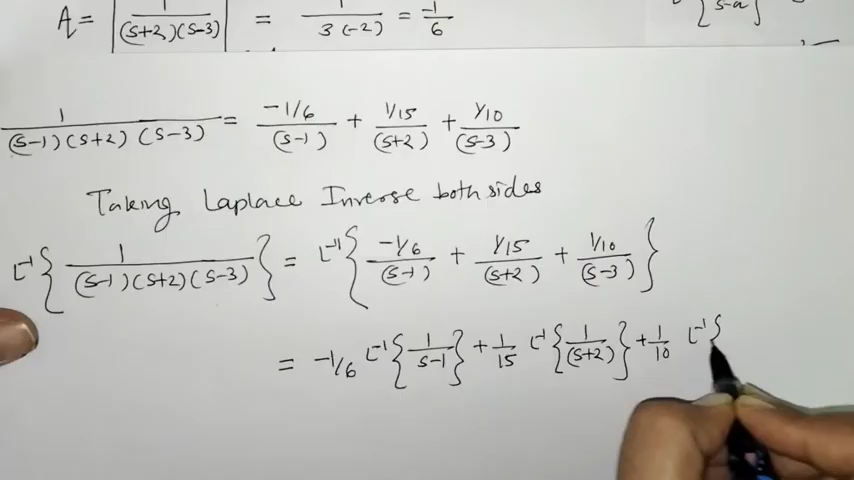 A = | 1/((s+2)(s-3)) | = 1/(3(-2)) = -1/6
s-a }
1/((s-1)(s+2)(s-3)) = (-1/6)/(s-1) + (1/15)/(s+2) + (1/10)/(s-3)
Taking Laplace Inverse both sides
L⁻¹{ 1/((s-1)(s+2)(s-3)) } = L⁻¹{ (-1/6)/(s-1) + (1/15)/(s+2) + (1/10)/(s-3) }
= -1/6 L⁻¹{ 1/(s-1) } + 1/15 L⁻¹{ 1/(s+2) } + 1/10 L⁻¹{